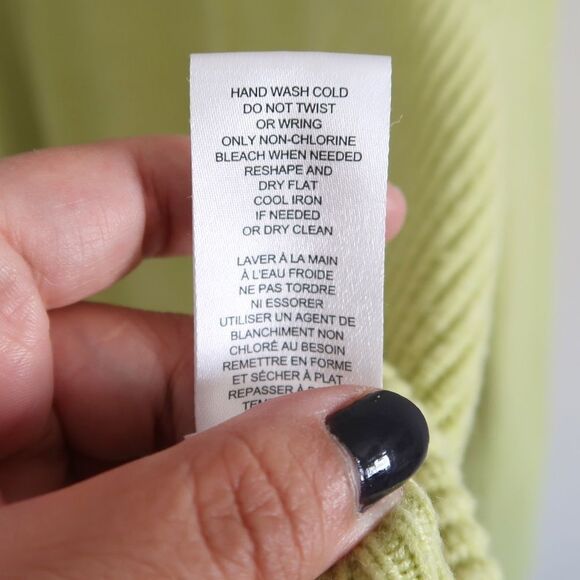 HAND WASH COLD
DO NOT TWIST
OR WRING
ONLY NON-CHLORINE
BLEACH WHEN NEEDED
RESHAPE AND
DRY FLAT
COOL IRON
IF NEEDED
OR DRY CLEAN
LAVER À LA MAIN
À L'EAU FROIDE
NE PAS TORDRE
NI ESSORER
UTILISER UN AGENT DE
BLANCHIMENT NON
CHLORÉ AU BESOIN
REMETTRE EN FORME
ET SÉCHER À PLAT
REPASSER À